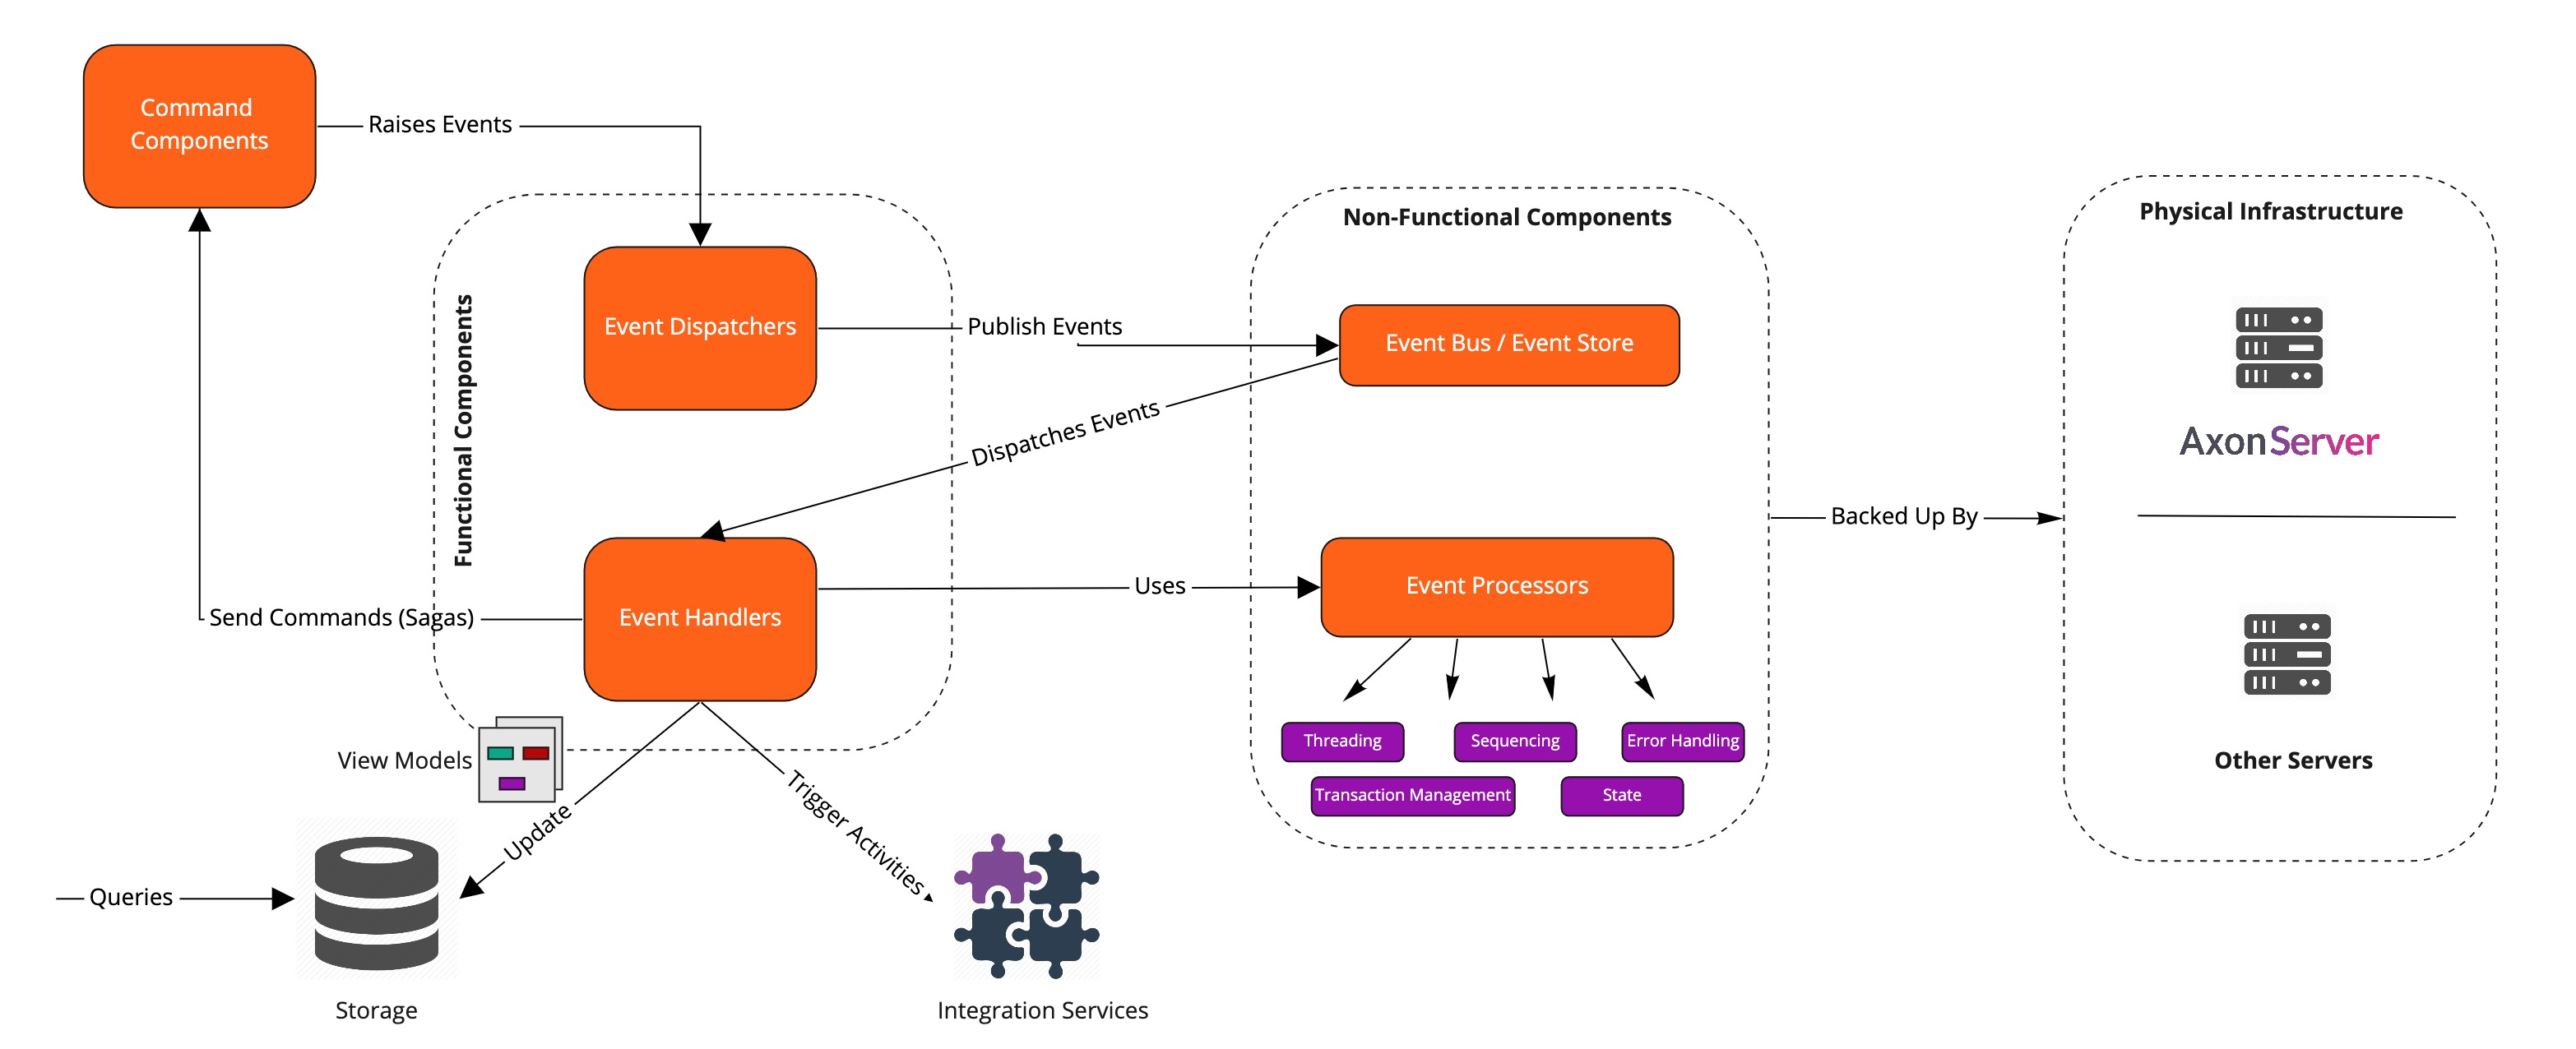 Command
Components
Raises Events
Functional Components
Event Dispatchers
Publish Events
Dispatches Events
Event Handlers
Send Commands (Sagas)
Uses
View Models
Update
Trigger Activities
Queries
Storage
Integration Services
Non-Functional Components
Event Bus / Event Store
Event Processors
Threading
Sequencing
Error Handling
Transaction Management
State
Backed Up By
Physical Infrastructure
AxonServer
Other Servers